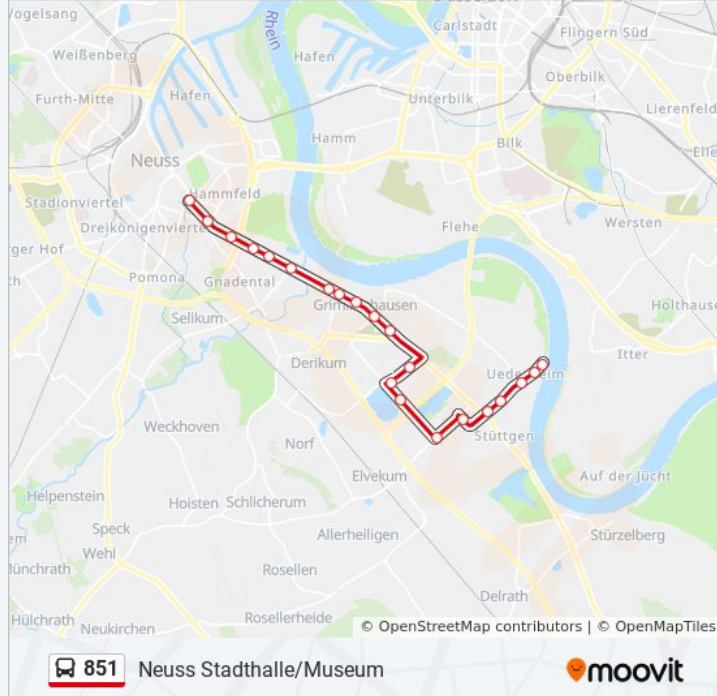 Vogelsang
Rhein
Carlstadt
Flingern Süd
Weißenberg
Hafen
Oberbilk
Furth-Mitte
Hafen
Unterbilk
Lierenfeld
Hamm
Bilk
Neuss
Stadionviertel
Hammfeld
Dreikönigenviertel
Flehe
Wersten
Pomona
Gnadental
Selikum
Holthause
Derikum
Itter
Weckhoven
Stüttgen
Norf
Elvekum
Auf der Jücht
Helpenstein
Hoisten
Schlicherum
Speck
Allerheiligen
Stürzelberg
Wehl
Rosellen
Delrath
Hülchrath
Neukirchen
Rosellerheide
© OpenStreetMap contributors | © OpenMapTiles
851
Neuss Stadthalle/Museum
moovit